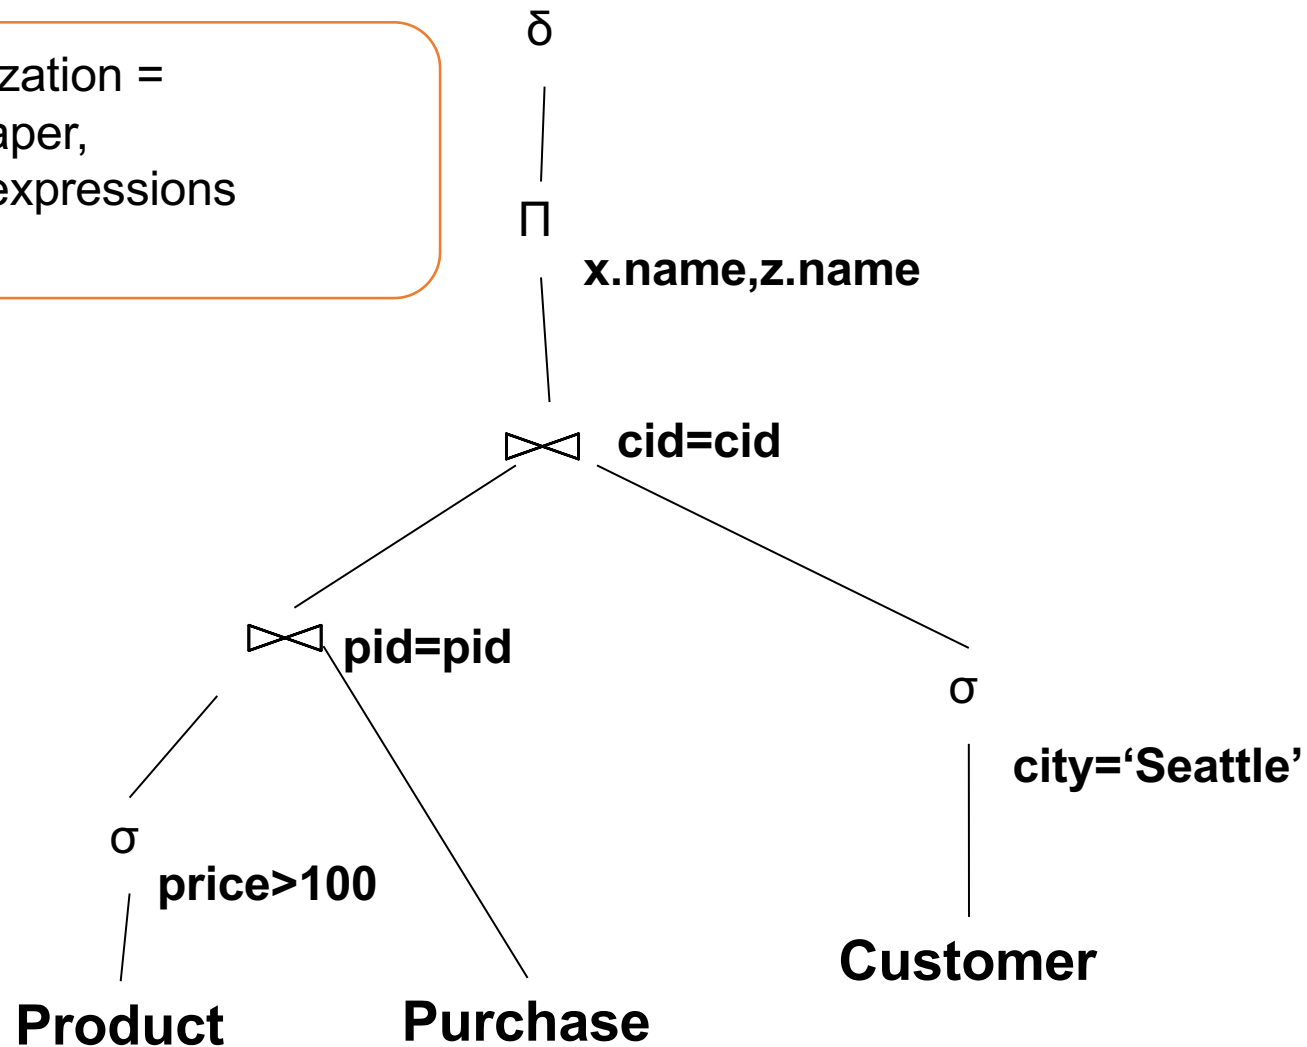 δ
zation =
aper,
expressions
Π
x.name,z.name
cid=cid
pid=pid
σ
city=‘Seattle’
σ
price>100
Customer
Product
Purchase